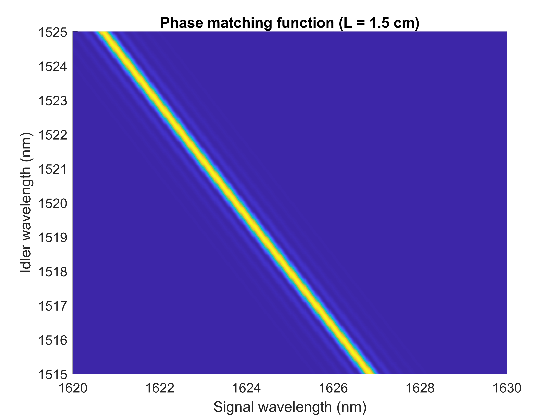 Phase matching function (L = 1.5 cm)
1525
1524
1523
1522
1521
1520
1519
1518
1517
1516
1515
Idler wavelength (nm)
1620 1622 1624 1626 1628 1630
Signal wavelength (nm)